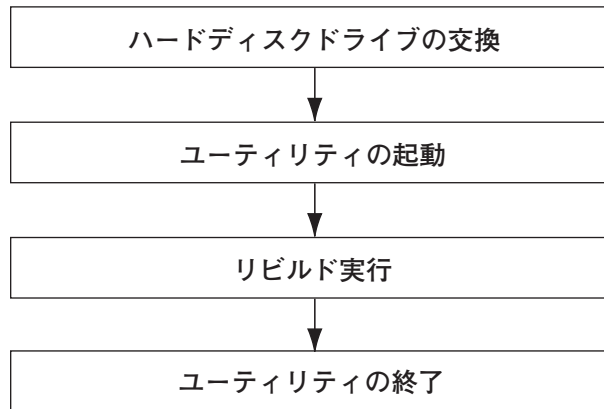 ハードディスクドライブの交換
ユーティリティの起動
リビルド実行
ユーティリティの終了